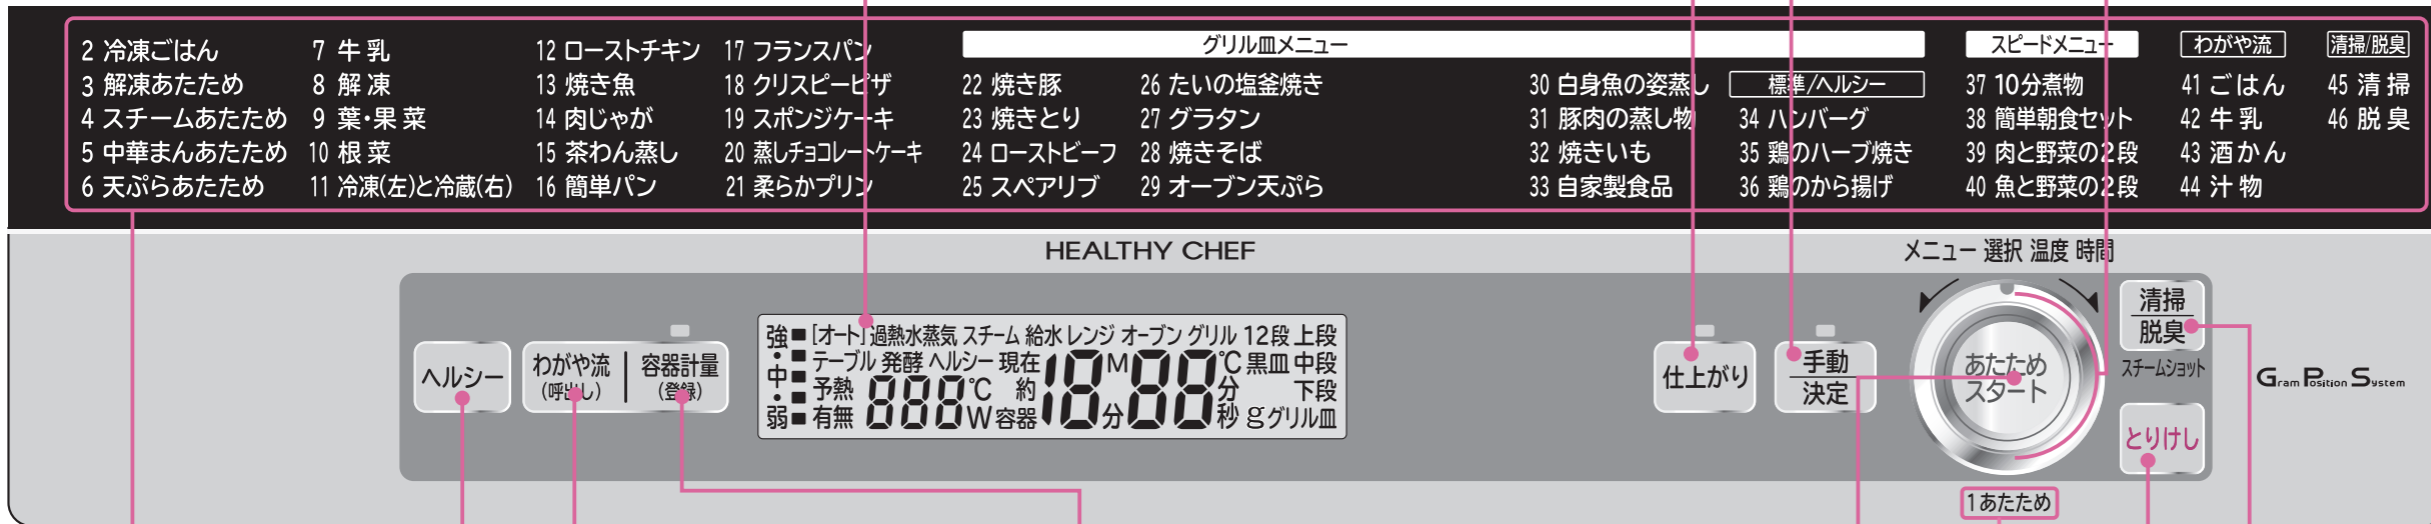 2 冷凍ごはん 7 牛乳 12 ローストチキン 17 フランスパン グリル皿メニュー スピードメニュー わがや流 清掃/脱臭
3 解凍あたため 8 解凍 13 焼き魚 18 クリスピーピザ 22 焼き豚 26 たいの塩釜焼き 30 白身魚の姿蒸し 標準/ヘルシー 37 10分煮物 41 ごはん 45 清掃
4 スチームあたため 9 葉・果菜 14 肉じゃが 19 スポンジケーキ 23 焼きとり 27 グラタン 31 豚肉の蒸し物 34 ハンバーグ 38 簡単朝食セット 42 牛乳 46 脱臭
5 中華まんあたため 10 根菜 15 茶わん蒸し 20 蒸しチョコレートケーキ 24 ローストビーフ 28 焼きそば 32 焼きいも 35 鶏のハーブ焼き 39 肉と野菜の2段 43 酒かん
6 天ぷらあたため 11 冷凍(左)と冷蔵(右) 16 簡単パン 21 柔らかプリン 25 スペアリブ 29 オーブン天ぷら 33 自家製食品 36 鶏のから揚げ 40 魚と野菜の2段 44 汁物
HEALTHY CHEF
メニュー 選択 温度 時間
ヘルシー
わがや流
(呼出し)
容器計量
(登録)
強 [オート] 過熱水蒸気 スチーム 給水 レンジ オーブン グリル 12段 上段
・ テーブル 発酵 ヘルシー 現在 18 M 88 ℃ 黒皿 中段
中 予熱 888 ℃ 約 分 下段
・
弱 有無 W 容器 分 秒 g グリル皿
仕上がり
手動
決定
あたため
スタート
清掃
脱臭
スチームショット
とりけし
Gram Position System
1あたため